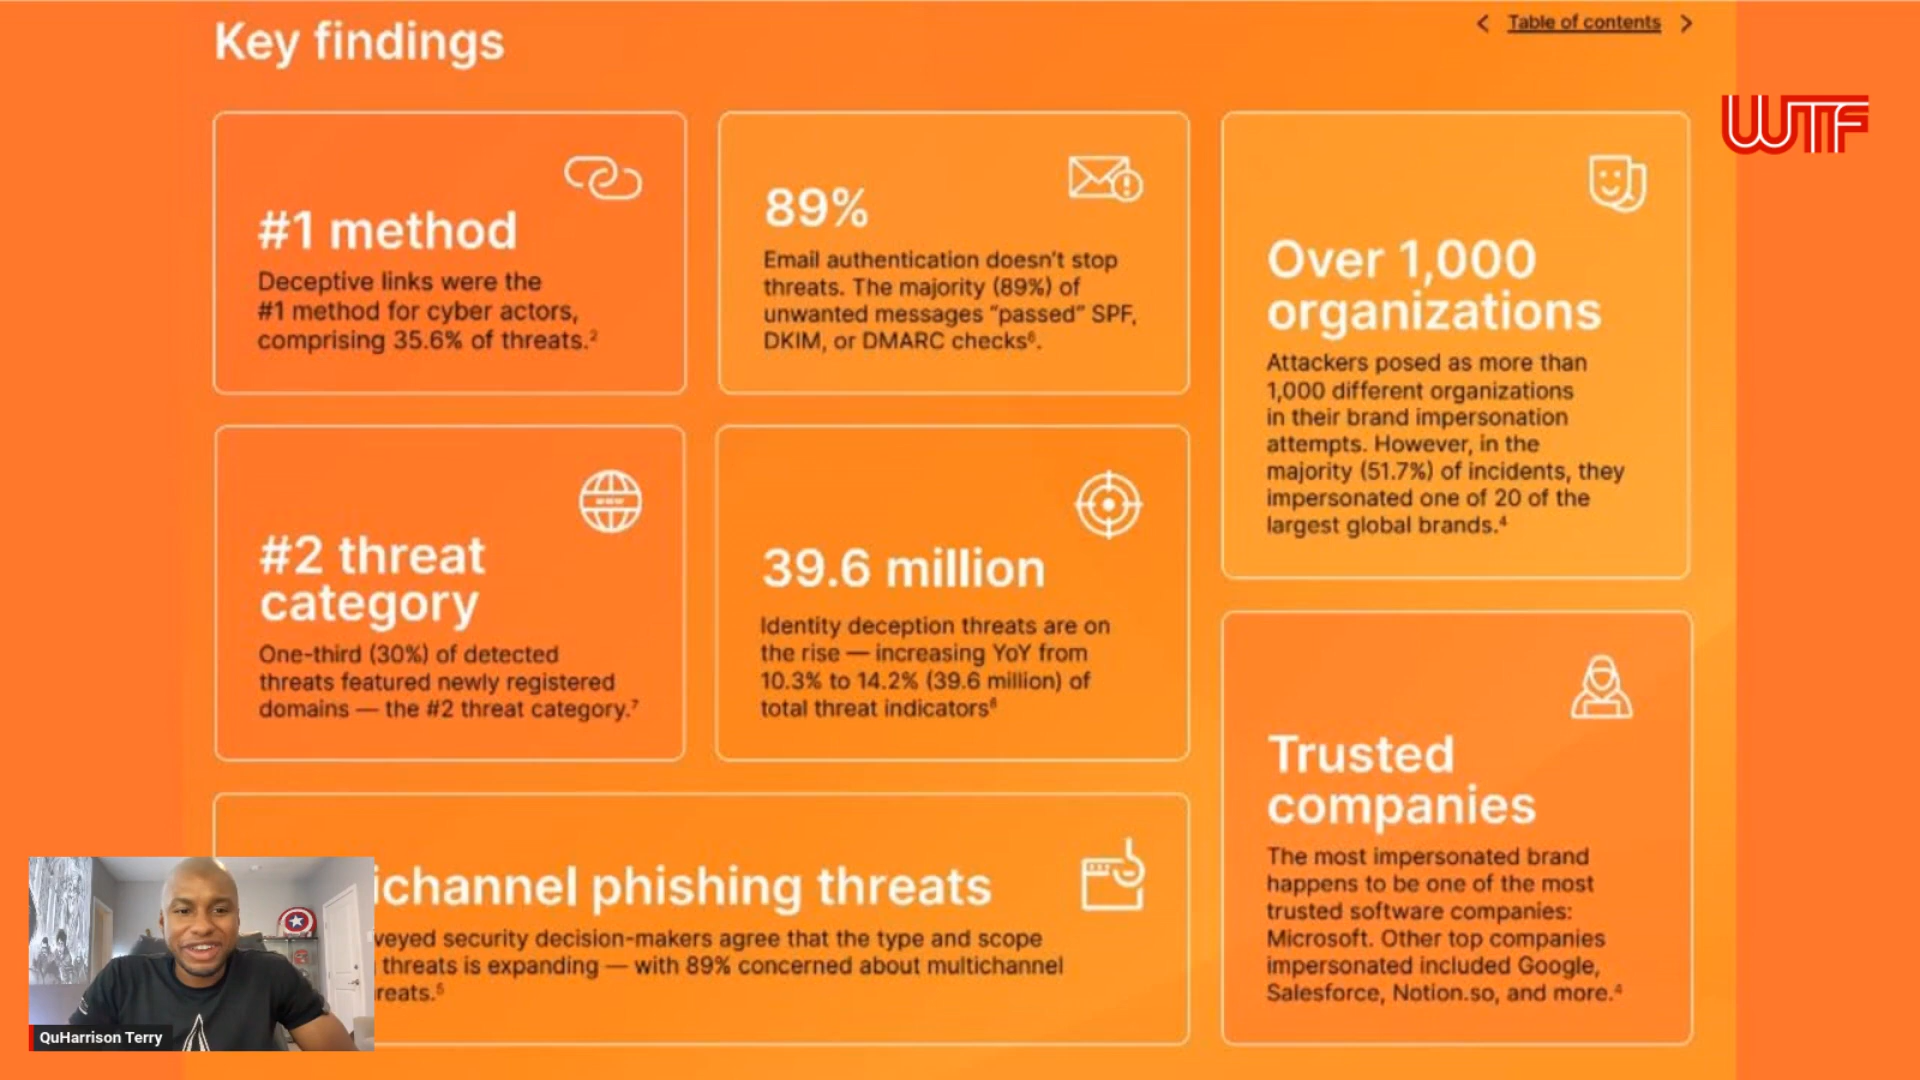 Key findings
Table of contents
WTF
#1 method
Deceptive links were the
#1 method for cyber actors,
comprising 35.6% of threats.²
89%
Email authentication doesn't stop
threats. The majority (89%) of
unwanted messages "passed" SPF,
DKIM, or DMARC checks⁶.
Over 1,000
organizations
Attackers posed as more than
1,000 different organizations
in their brand impersonation
attempts. However, in the
majority (51.7%) of incidents, they
impersonated one of 20 of the
largest global brands.⁴
#2 threat
category
One-third (30%) of detected
threats featured newly registered
domains — the #2 threat category.⁷
39.6 million
Identity deception threats are on
the rise — increasing YoY from
10.3% to 14.2% (39.6 million) of
total threat indicators⁸
Trusted
companies
The most impersonated brand
happens to be one of the most
trusted software companies:
Microsoft. Other top companies
impersonated included Google,
Salesforce, Notion.so, and more.⁴
ichannel phishing threats
veyed security decision-makers agree that the type and scope
threats is expanding — with 89% concerned about multichannel
reats.⁵
QuHarrison Terry